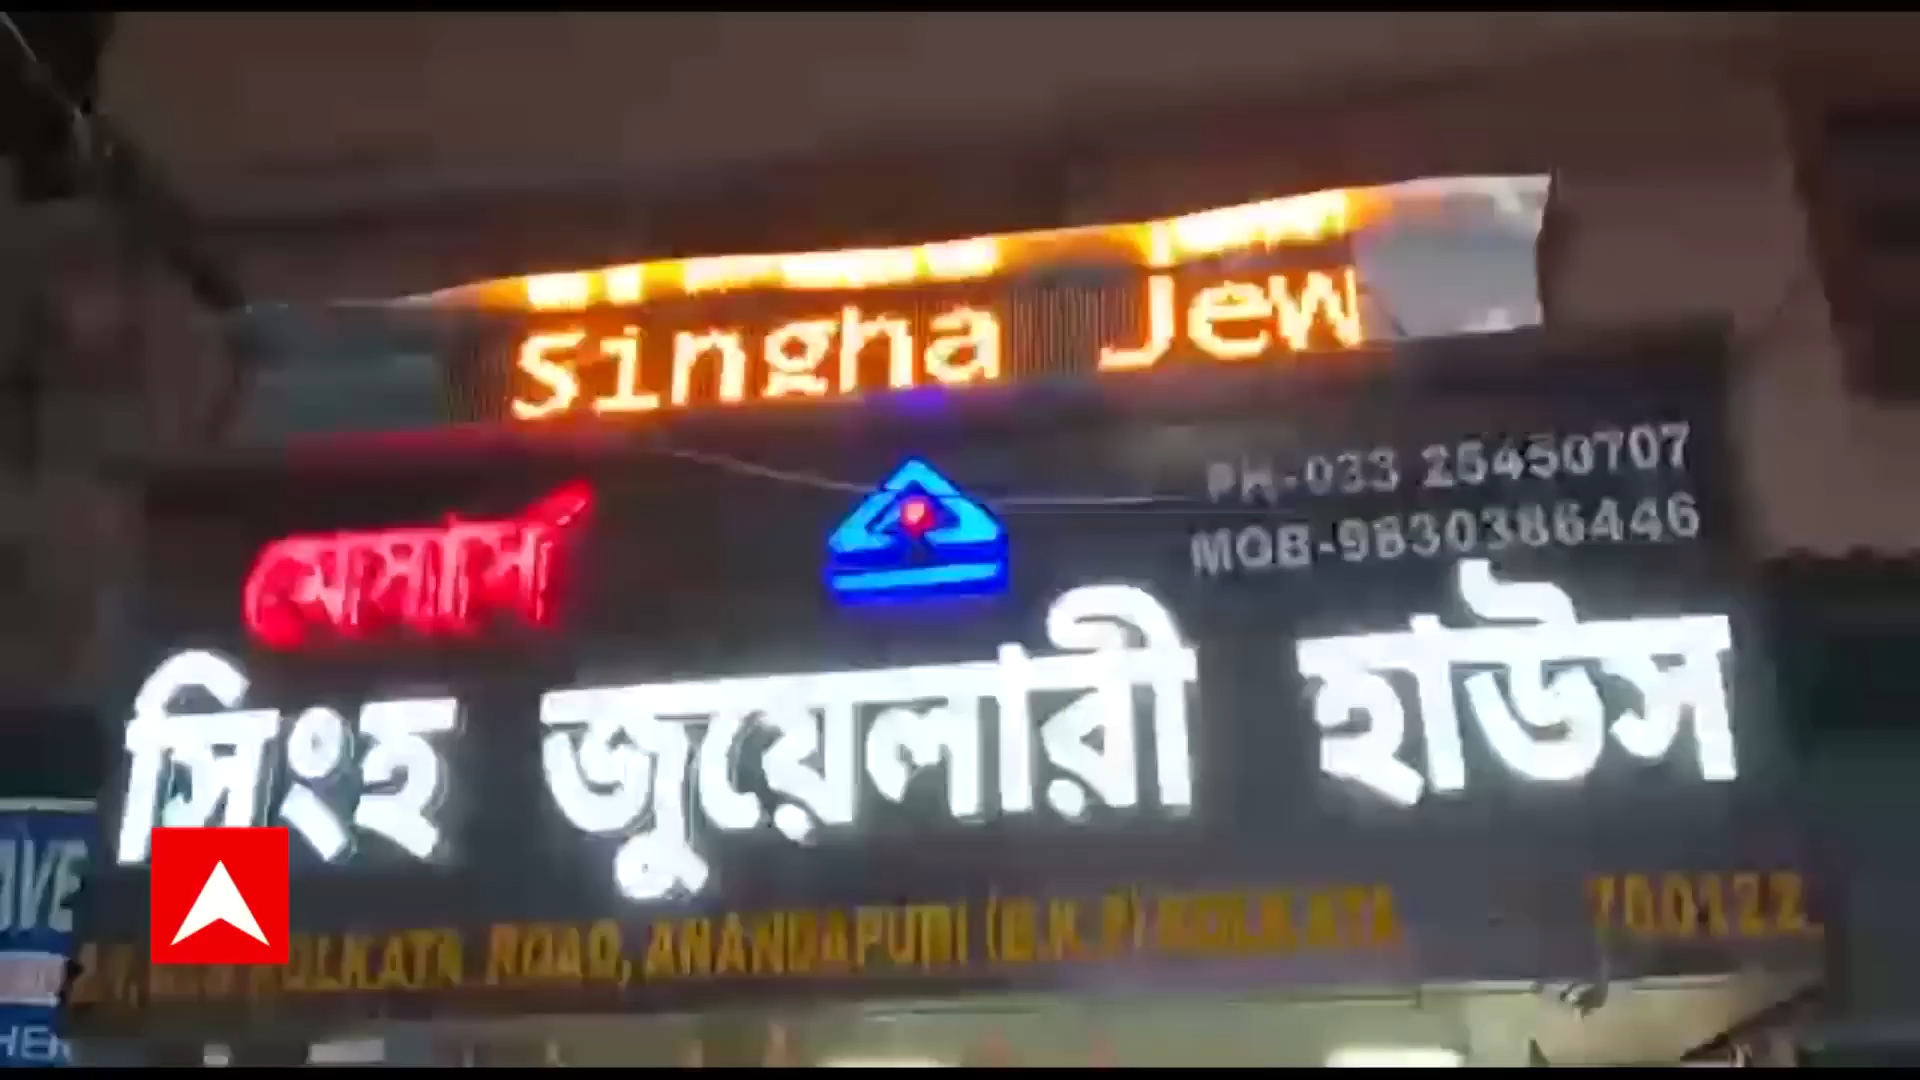 Singha Jew
PH-033 25450707
মেসার্স
MOB-9830386446
সিংহ জুয়েলারী হাউস
KOLKATA ROAD, ANANDAPURI (B.K.P) KOLKATA 700122